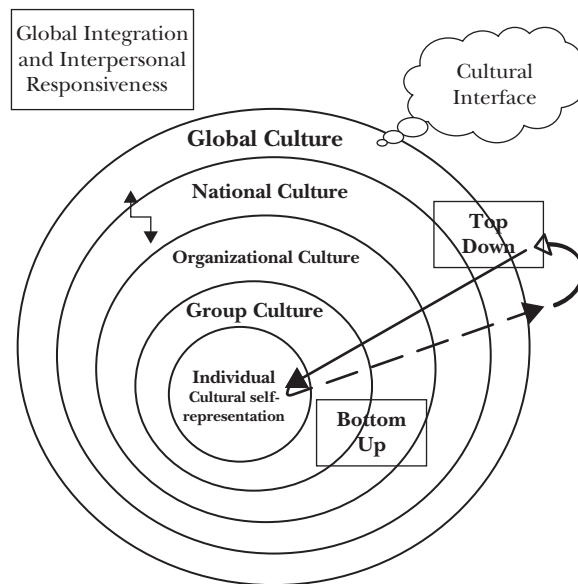 Global Integration
and Interpersonal
Responsiveness
Cultural
Interface
Global Culture
National Culture
Top
Down
Organizational Culture
Group Culture
Individual
Cultural self-
representation
Bottom
Up